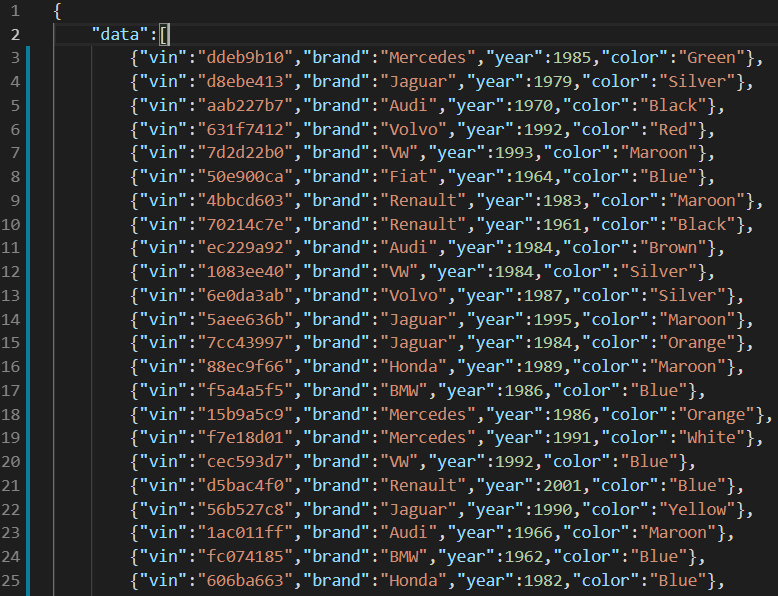 1 {
2 "data":[
3 {"vin":"ddeb9b10","brand":"Mercedes","year":1985,"color":"Green"},
4 {"vin":"d8ebe413","brand":"Jaguar","year":1979,"color":"Silver"},
5 {"vin":"aab227b7","brand":"Audi","year":1970,"color":"Black"},
6 {"vin":"631f7412","brand":"Volvo","year":1992,"color":"Red"},
7 {"vin":"7d2d22b0","brand":"VW","year":1993,"color":"Maroon"},
8 {"vin":"50e900ca","brand":"Fiat","year":1964,"color":"Blue"},
9 {"vin":"4bbcd603","brand":"Renault","year":1983,"color":"Maroon"},
10 {"vin":"70214c7e","brand":"Renault","year":1961,"color":"Black"},
11 {"vin":"ec229a92","brand":"Audi","year":1984,"color":"Brown"},
12 {"vin":"1083ee40","brand":"VW","year":1984,"color":"Silver"},
13 {"vin":"6e0da3ab","brand":"Volvo","year":1987,"color":"Silver"},
14 {"vin":"5aee636b","brand":"Jaguar","year":1995,"color":"Maroon"},
15 {"vin":"7cc43997","brand":"Jaguar","year":1984,"color":"Orange"},
16 {"vin":"88ec9f66","brand":"Honda","year":1989,"color":"Maroon"},
17 {"vin":"f5a4a5f5","brand":"BMW","year":1986,"color":"Blue"},
18 {"vin":"15b9a5c9","brand":"Mercedes","year":1986,"color":"Orange"},
19 {"vin":"f7e18d01","brand":"Mercedes","year":1991,"color":"White"},
20 {"vin":"cec593d7","brand":"VW","year":1992,"color":"Blue"},
21 {"vin":"d5bac4f0","brand":"Renault","year":2001,"color":"Blue"},
22 {"vin":"56b527c8","brand":"Jaguar","year":1990,"color":"Yellow"},
23 {"vin":"1ac011ff","brand":"Audi","year":1966,"color":"Maroon"},
24 {"vin":"fc074185","brand":"BMW","year":1962,"color":"Blue"},
25 {"vin":"606ba663","brand":"Honda","year":1982,"color":"Blue"},